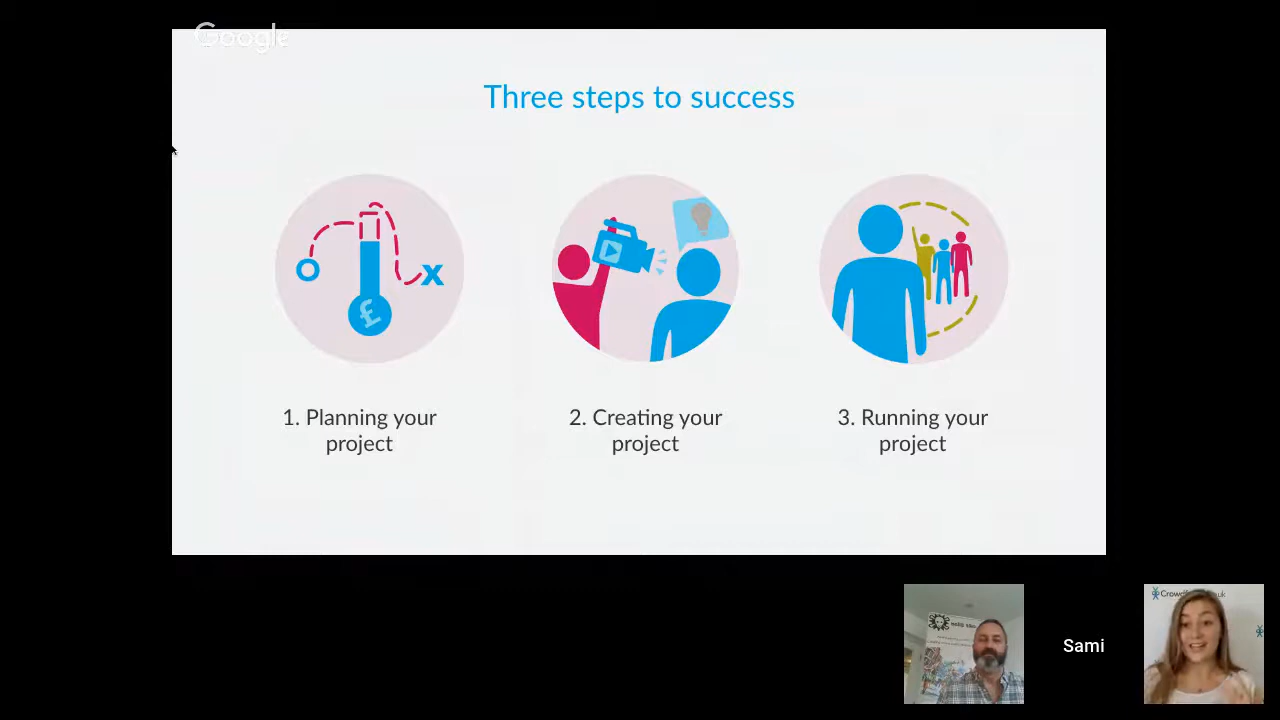 Google
Three steps to success
O
X
£
1. Planning your
project
2. Creating your
project
3. Running your
project
Sami